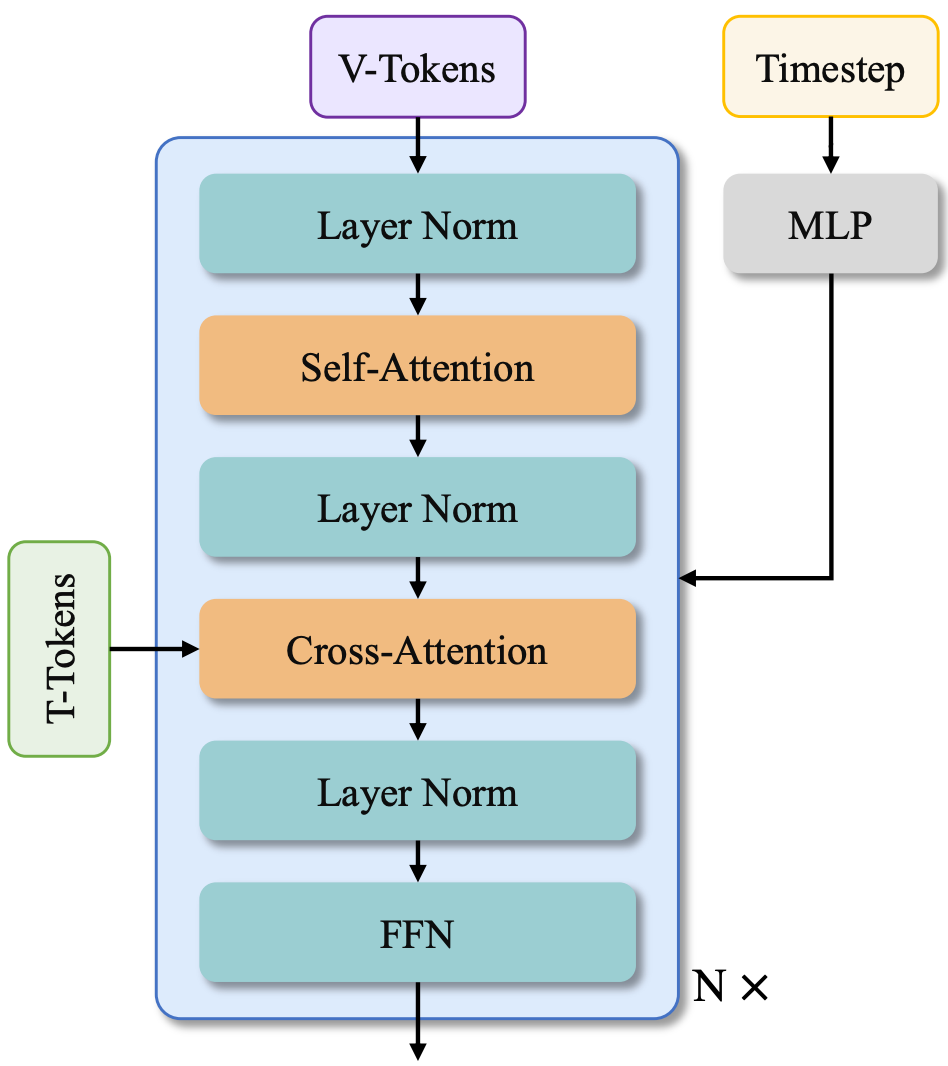 V-Tokens
Timestep
Layer Norm
MLP
Self-Attention
Layer Norm
T-Tokens
Cross-Attention
Layer Norm
FFN
N ×